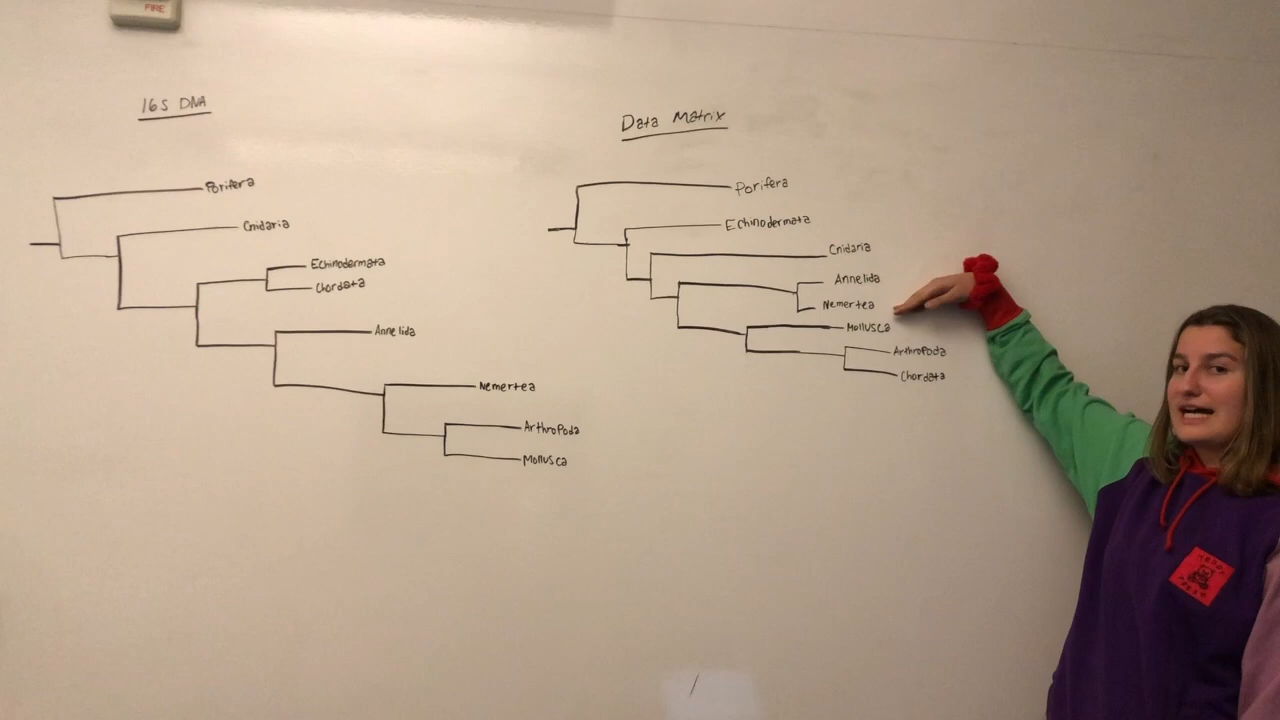 FIRE
16S DNA
Porifera
Cnidaria
Echinodermata
Chordata
Annelida
Nemertea
Arthropoda
Mollusca
Data Matrix
Porifera
Echinodermata
Cnidaria
Annelida
Nemertea
Mollusca
Arthropoda
Chordata